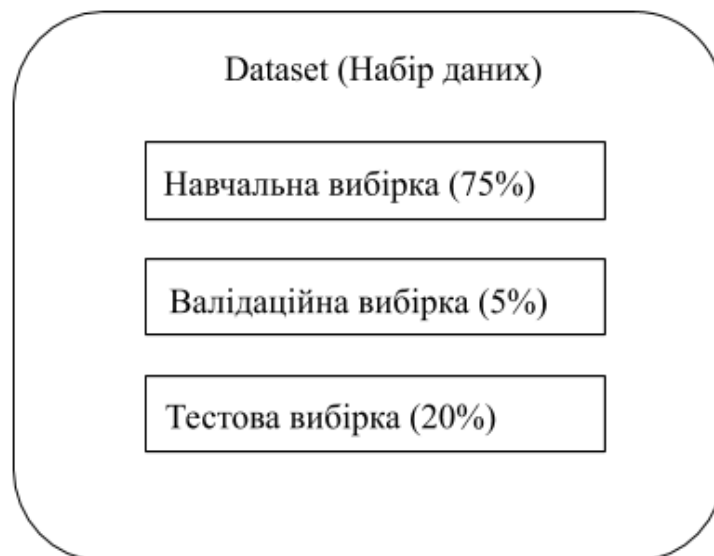 Dataset (Набір даних)
Навчальна вибірка (75%)
Валідаційна вибірка (5%)
Тестова вибірка (20%)